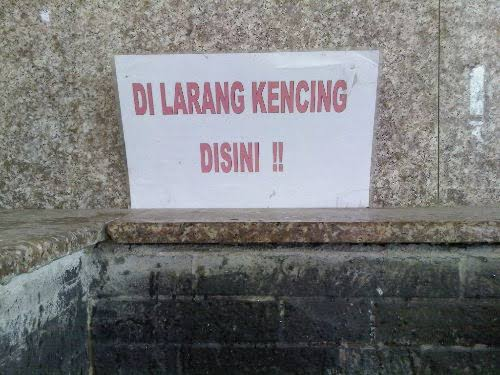 DI LARANG KENCING
DISINI !!